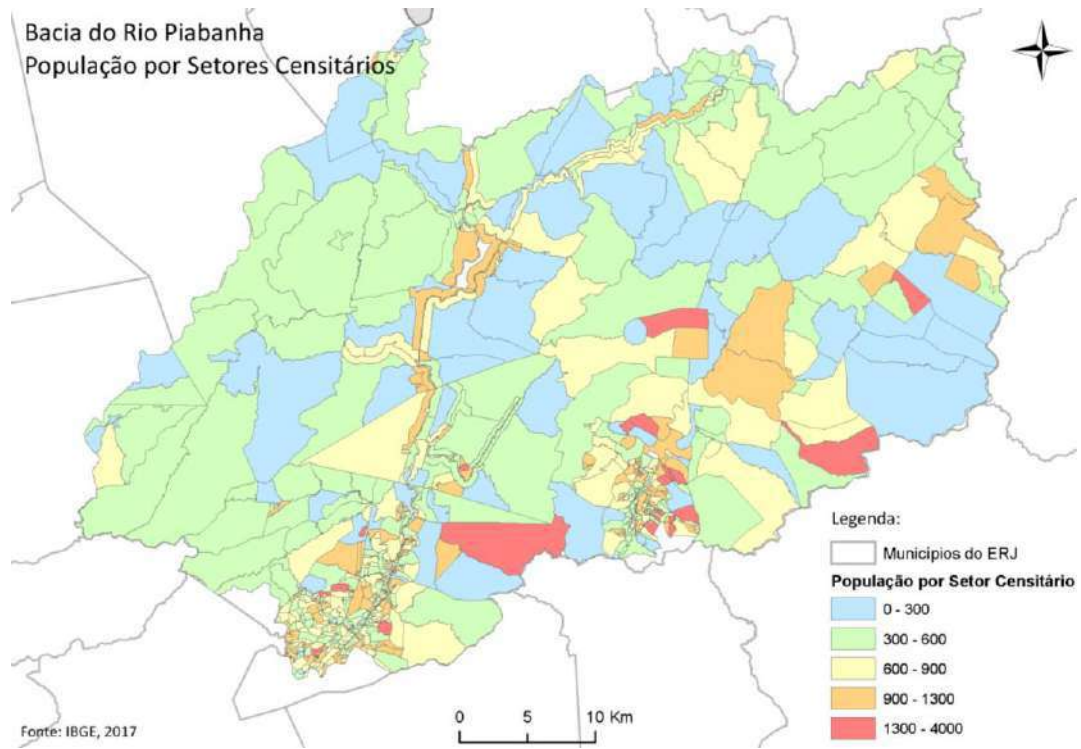 Bacia do Rio Piabanha
População por Setores Censitários
Legenda:
Municípios do ERJ
População por Setor Censitário
0 - 300
300 - 600
600 - 900
900 - 1300
1300 - 4000
0 5 10 Km
Fonte: IBGE, 2017